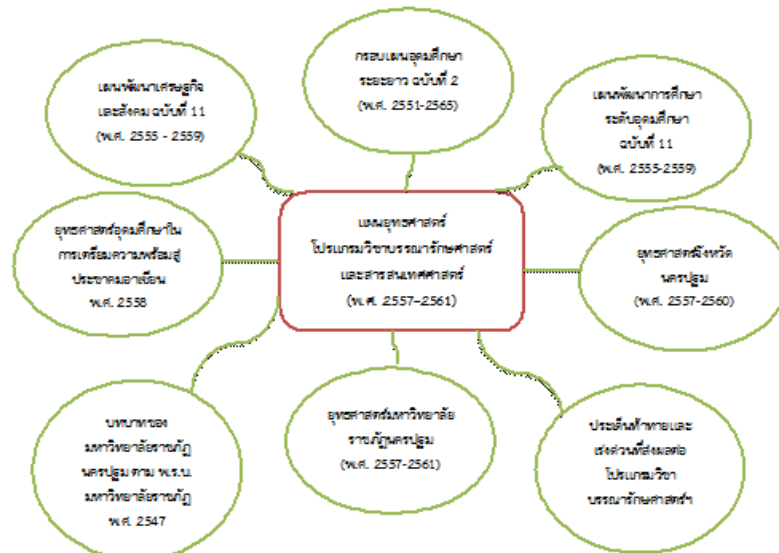 กรอบแผนอุดมศึกษา
ระยะยาว ฉบับที่ 2
(พ.ศ. 2551-2565)
แผนพัฒนาเศรษฐกิจ
และสังคม ฉบับที่ 11
(พ.ศ. 2555 - 2559)
แผนพัฒนาการศึกษา
ระดับอุดมศึกษา
ฉบับที่ 11
(พ.ศ. 2555-2559)
แผนยุทธศาสตร์
โปรแกรมวิชาบรรณารักษศาสตร์
และสารสนเทศศาสตร์
(พ.ศ. 2557–2561)
ยุทธศาสตร์อุดมศึกษาใน
การเตรียมความพร้อมสู่
ประชาคมอาเซียน
พ.ศ. 2558
ยุทธศาสตร์จังหวัด
นครปฐม
(พ.ศ. 2557-2560)
บทบาทของ
มหาวิทยาลัยราชภัฏ
นครปฐม ตาม พ.ร.บ.
มหาวิทยาลัยราชภัฏ
พ.ศ. 2547
ยุทธศาสตร์มหาวิทยาลัย
ราชภัฏนครปฐม
(พ.ศ. 2557-2561)
ประเด็นท้าทายและ
เร่งด่วนที่ส่งผลต่อ
โปรแกรมวิชา
บรรณารักษศาสตร์ฯ